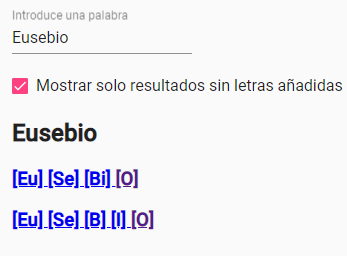 Introduce una palabra
Eusebio
Mostrar solo resultados sin letras añadidas
Eusebio
[Eu] [Se] [Bi] [O]
[Eu] [Se] [B] [I] [O]